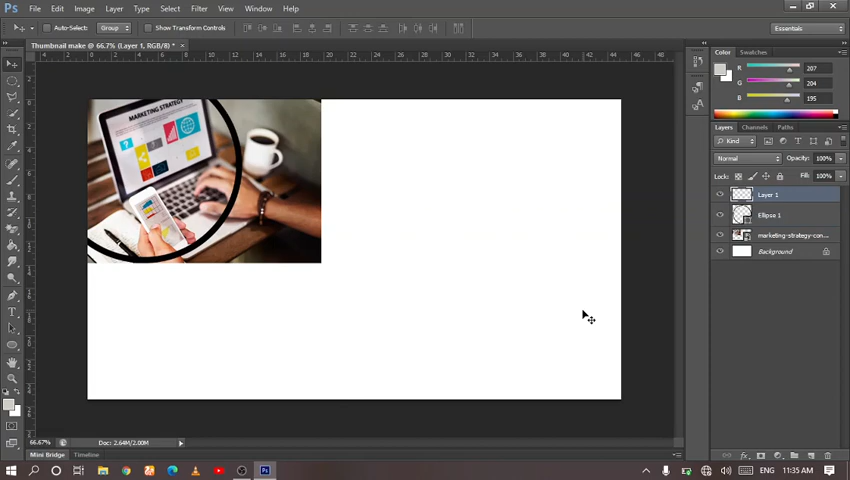 Ps File Edit Image Layer Type Select Filter View Window Help
Auto-Select: Group Show Transform Controls Essentials
Thumbnail make @ 66.7% (Layer 1, RGB/8) * ×
Color Swatches
R 207
G 204
B 195
MARKETING STRATEGY
Layers Channels Paths
Kind
Normal Opacity: 100%
Lock: Fill: 100%
Layer 1
Ellipse 1
marketing-strategy-con...
Background
66.67% Doc: 2.64M/2.00M
Mini Bridge Timeline
ENG 11:35 AM